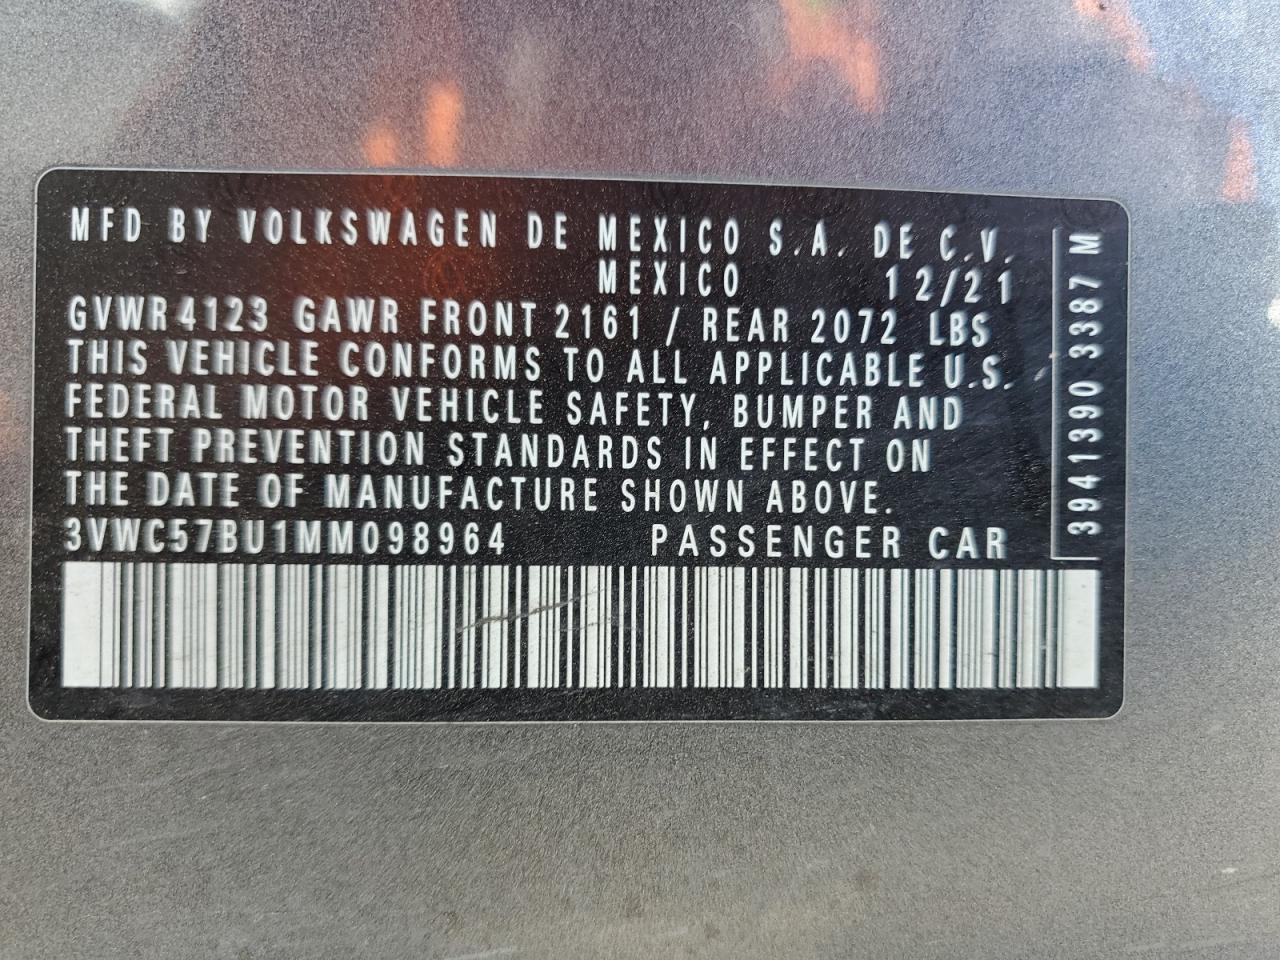 MFD BY VOLKSWAGEN DE MEXICO S.A. DE C.V.
MEXICO 12/21
GVWR 4123 GAWR FRONT 2161 / REAR 2072 LBS
THIS VEHICLE CONFORMS TO ALL APPLICABLE U.S.
FEDERAL MOTOR VEHICLE SAFETY, BUMPER AND
THEFT PREVENTION STANDARDS IN EFFECT ON
THE DATE OF MANUFACTURE SHOWN ABOVE.
3VWC57BU1MM098964 PASSENGER CAR
3941390 3387 M